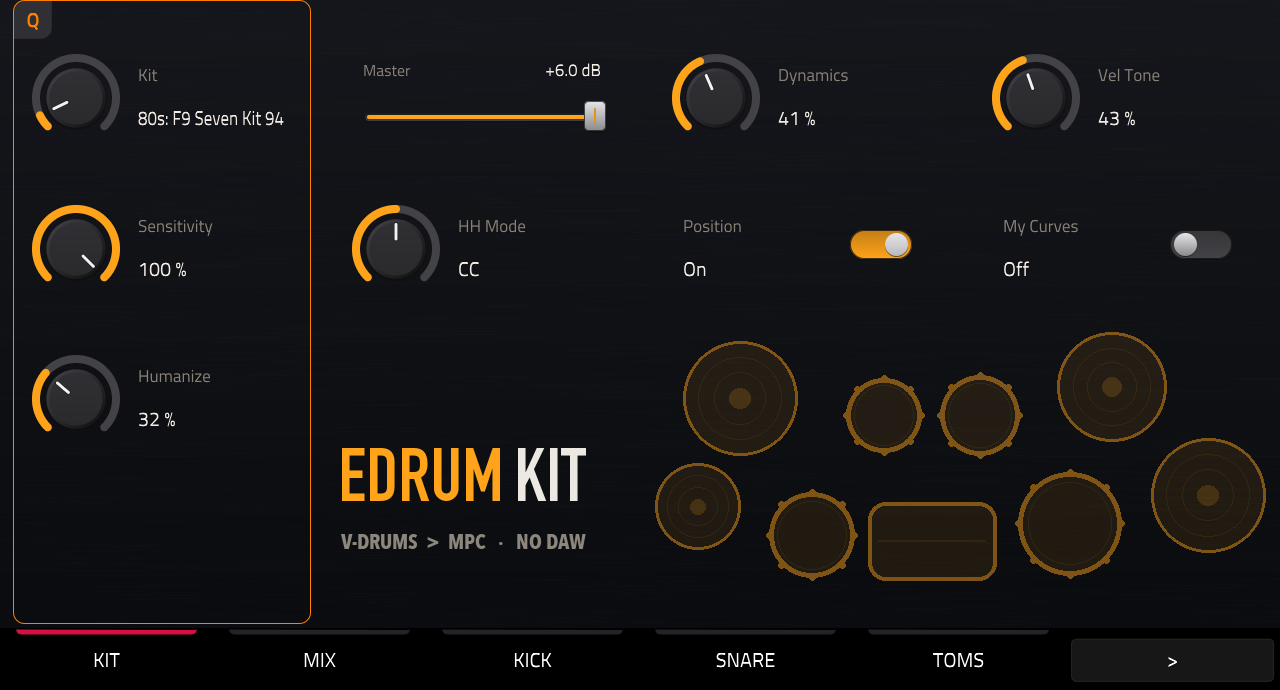 Q
Kit
80s: F9 Seven Kit 94
Master +6.0 dB
Dynamics
41 %
Vel Tone
43 %
Sensitivity
100 %
HH Mode
CC
Position
On
My Curves
Off
Humanize
32 %
EDRUM KIT
V-DRUMS > MPC · NO DAW
KIT MIX KICK SNARE TOMS >